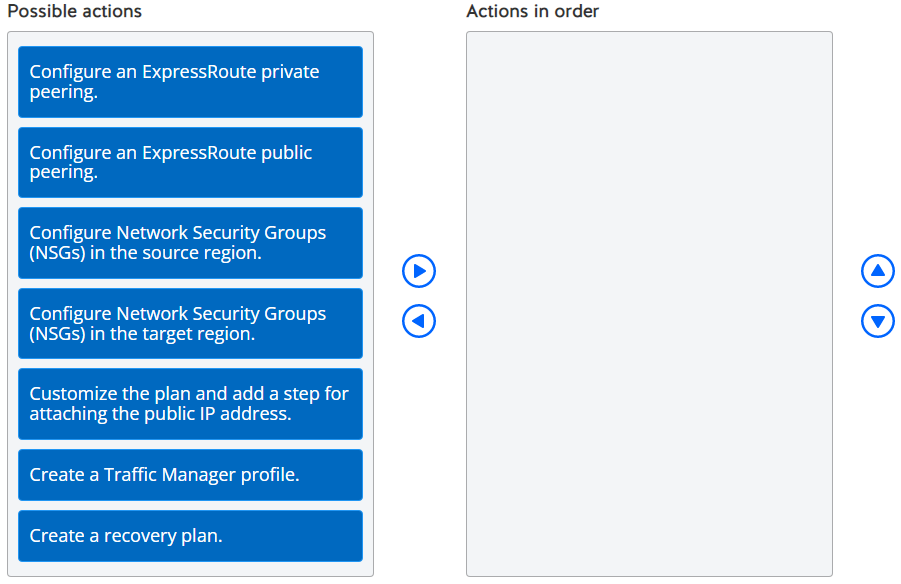 Possible actions
Actions in order
Configure an ExpressRoute private
peering.
Configure an ExpressRoute public
peering.
Configure Network Security Groups
(NSGs) in the source region.
Configure Network Security Groups
(NSGs) in the target region.
Customize the plan and add a step for
attaching the public IP address.
Create a Traffic Manager profile.
Create a recovery plan.